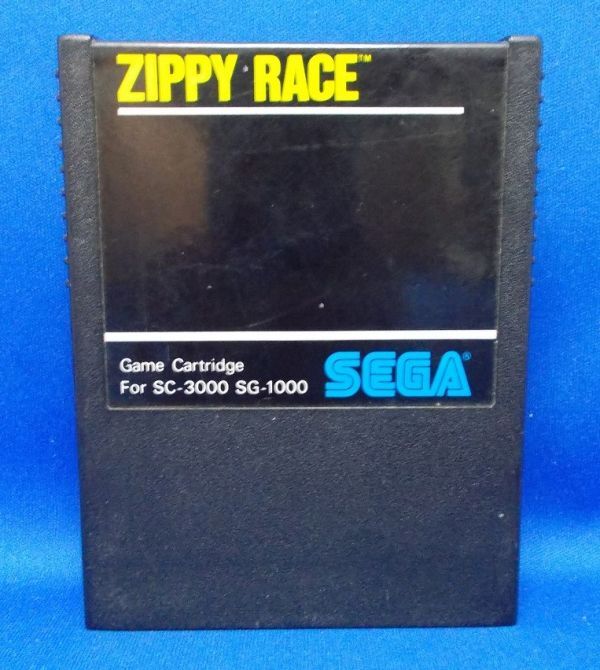 ZIPPY RACE™
Game Cartridge
For SC-3000 SG-1000
SEGA®